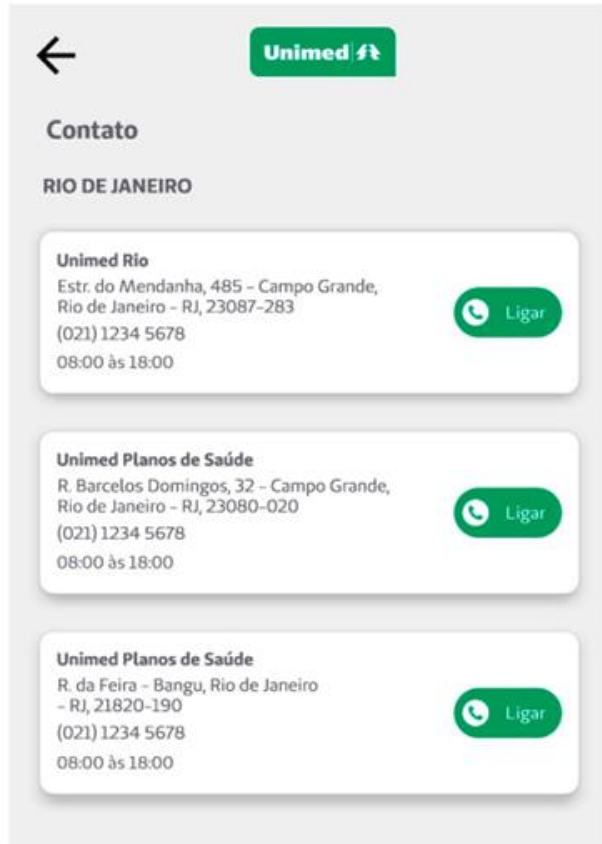 Unimed
Contato
RIO DE JANEIRO
Unimed Rio
Estr. do Mendanha, 485 – Campo Grande,
Rio de Janeiro – RJ, 23087-283
(021) 1234 5678
08:00 às 18:00
Ligar
Unimed Planos de Saúde
R. Barcelos Domingos, 32 – Campo Grande,
Rio de Janeiro – RJ, 23080-020
(021) 1234 5678
08:00 às 18:00
Ligar
Unimed Planos de Saúde
R. da Feira – Bangu, Rio de Janeiro
– RJ, 21820-190
(021) 1234 5678
08:00 às 18:00
Ligar